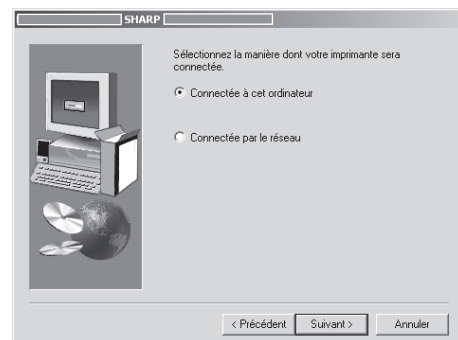 SHARP
Sélectionnez la manière dont votre imprimante sera
connectée.
Connectée à cet ordinateur
Connectée par le réseau
< Précédent Suivant > Annuler